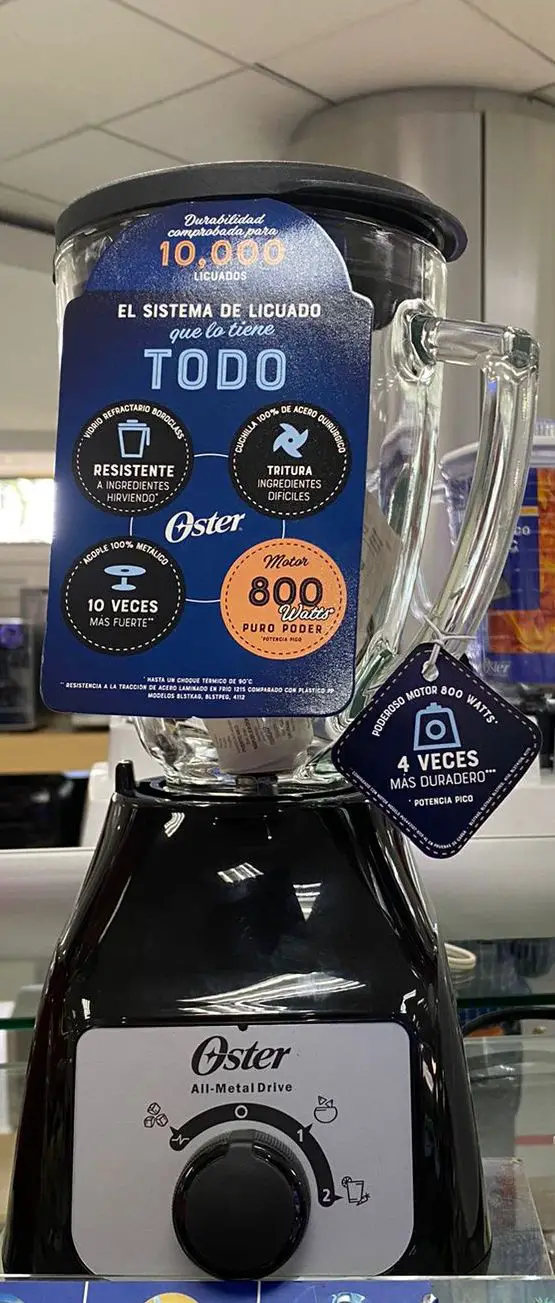 Durabilidad
comprobada para
10,000
LICUADOS
EL SISTEMA DE LICUADO
que lo tiene
TODO
VIDRIO REFRACTARIO BOROCLASS
RESISTENTE
A INGREDIENTES
HIRVIENDO*
CUCHILLA 100% DE ACERO QUIRÚRGICO
TRITURA
INGREDIENTES
DIFÍCILES
Oster
ACOPLE 100% METÁLICO
10 VECES
MÁS FUERTE**
Motor
800
Watts*
PURO PODER
*POTENCIA PICO
* HASTA UN CHOQUE TÉRMICO DE 90°C
** RESISTENCIA A LA TRACCIÓN DE ACERO LAMINADO EN FRIO 1215 COMPARADO CON PLÁSTICO PP
MODELOS BLSTKAG, BLSTPEG, 4112
PODEROSO MOTOR 800 WATTS*
4 VECES
MÁS DURADERO***
* POTENCIA PICO
Oster
Oster
All-Metal Drive
O
1
2